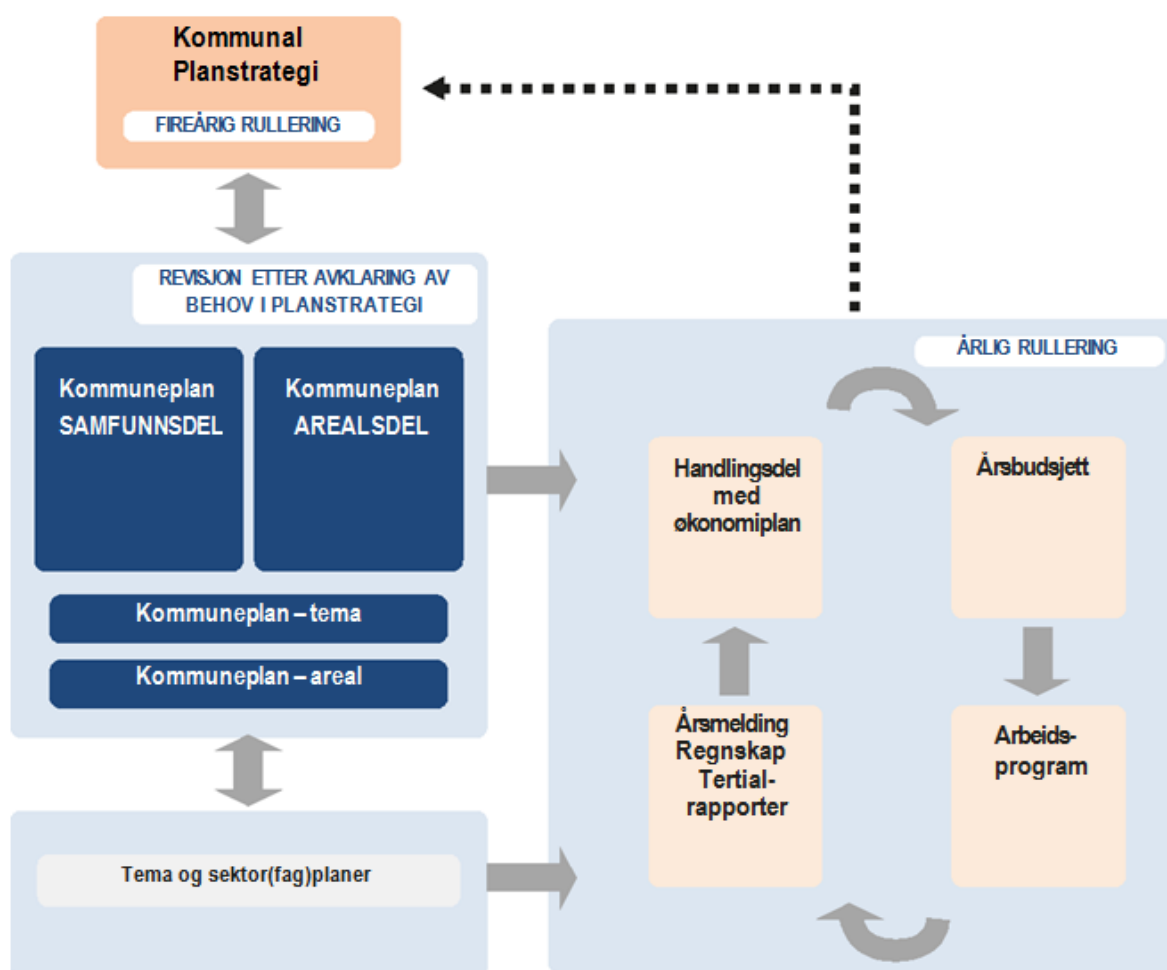 Kommunal
Planstrategi
FIREÅRIG RULLERING
REVISJON ETTER AVKLARING AV
BEHOV I PLANSTRATEGI
Kommuneplan
SAMFUNNSDEL
Kommuneplan
AREALSDEL
Kommuneplan – tema
Kommuneplan – areal
Tema og sektor(fag)planer
ÅRLIG RULLERING
Handlingsdel
med
økonomiplan
Årsbudsjett
Årsmelding
Regnskap
Tertial-
rapporter
Arbeids-
program